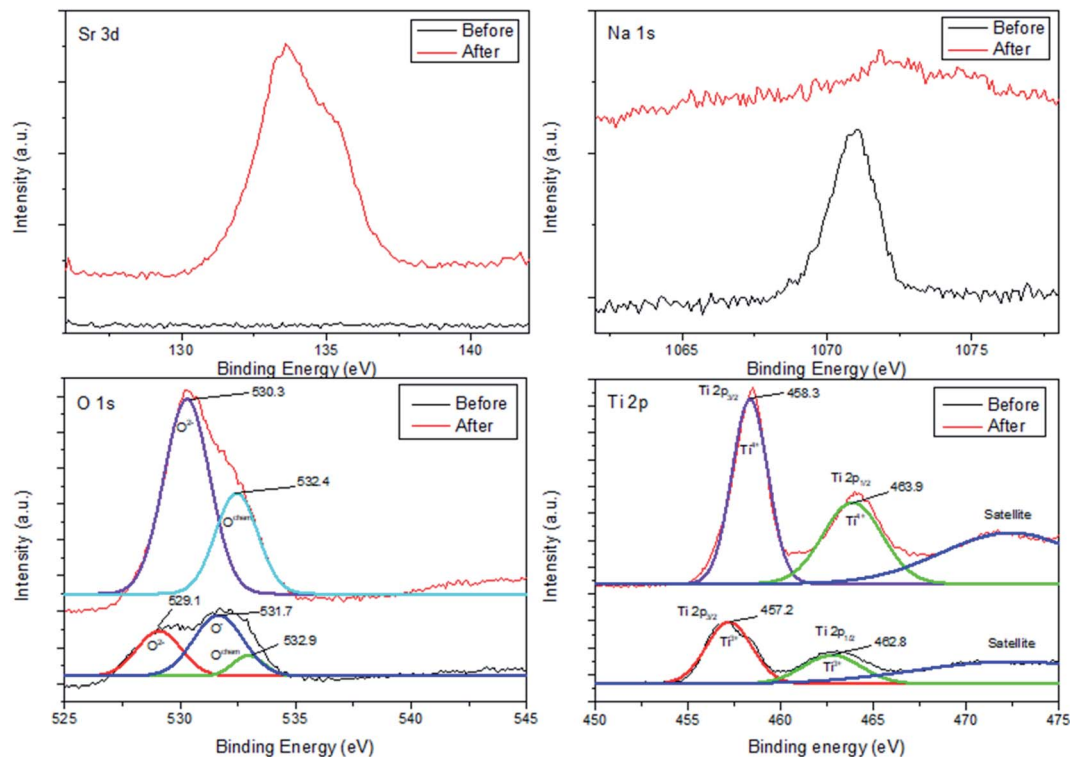 Sr 3d
Before
After
Intensity (a.u.)
130 135 140
Binding Energy (eV)
Na 1s
Before
After
Intensity (a.u.)
1065 1070 1075
Binding Energy (eV)
O 1s
Before
After
530.3
O2-
532.4
Ochem
529.1
O2-
531.7
O-
532.9
Ochem
Intensity (a.u.)
525 530 535 540 545
Binding Energy (eV)
Ti 2p
Before
After
Ti 2p3/2
458.3
Ti4+
Ti 2p1/2
463.9
Ti4+
Satellite
Ti 2p3/2
457.2
Ti3+
Ti 2p1/2
462.8
Ti3+
Satellite
Intensity (a.u.)
450 455 460 465 470 475
Binding energy (eV)